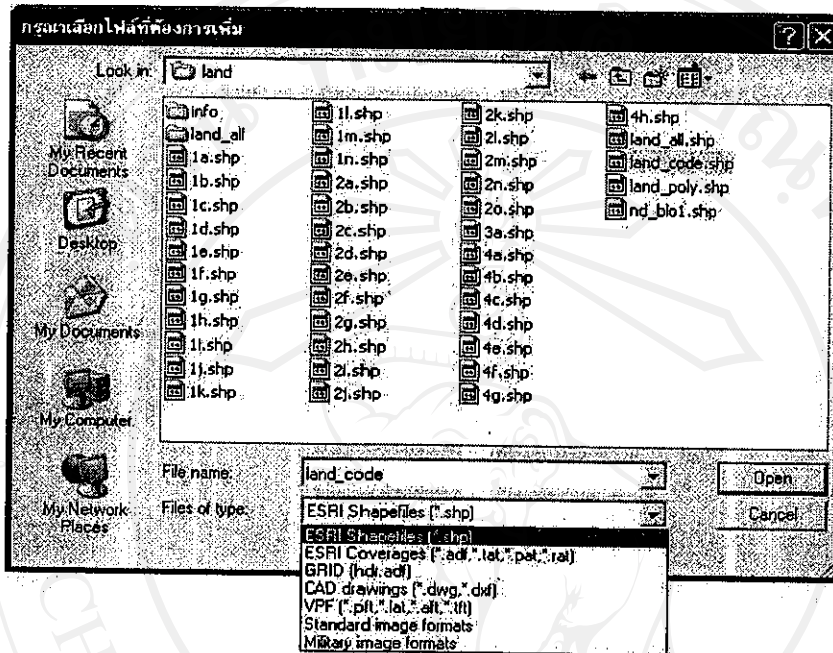 กรุณาเลือกไฟล์ที่ต้องการเพิ่ม
Look in: land
My Recent Documents
Desktop
My Documents
My Computer
My Network Places
info
land_all
1a.shp
1b.shp
1c.shp
1d.shp
1e.shp
1f.shp
1g.shp
1h.shp
1i.shp
1j.shp
1k.shp
1l.shp
1m.shp
1n.shp
2a.shp
2b.shp
2c.shp
2d.shp
2e.shp
2f.shp
2g.shp
2h.shp
2i.shp
2j.shp
2k.shp
2l.shp
2m.shp
2n.shp
2o.shp
3a.shp
4a.shp
4b.shp
4c.shp
4d.shp
4e.shp
4f.shp
4g.shp
4h.shp
land_all.shp
land_code.shp
land_poly.shp
nd_blo1.shp
File name: land_code
Open
Files of type: ESRI Shapefiles (*.shp)
Cancel
ESRI Shapefiles (*.shp)
ESRI Coverages (*.adf,*.tat,*.pat,*.rat)
GRID (hdr.adf)
CAD drawings (*.dwg,*.dxf)
VPF (*.pft,*.lat,*.aft,*.tft)
Standard image formats
Military image formats